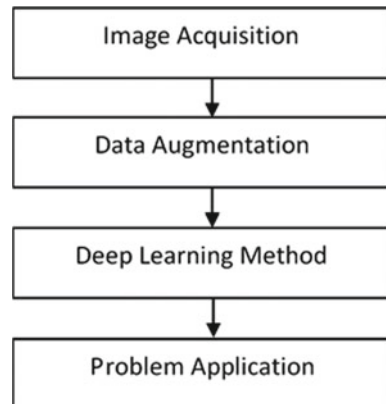 Image Acquisition
Data Augmentation
Deep Learning Method
Problem Application